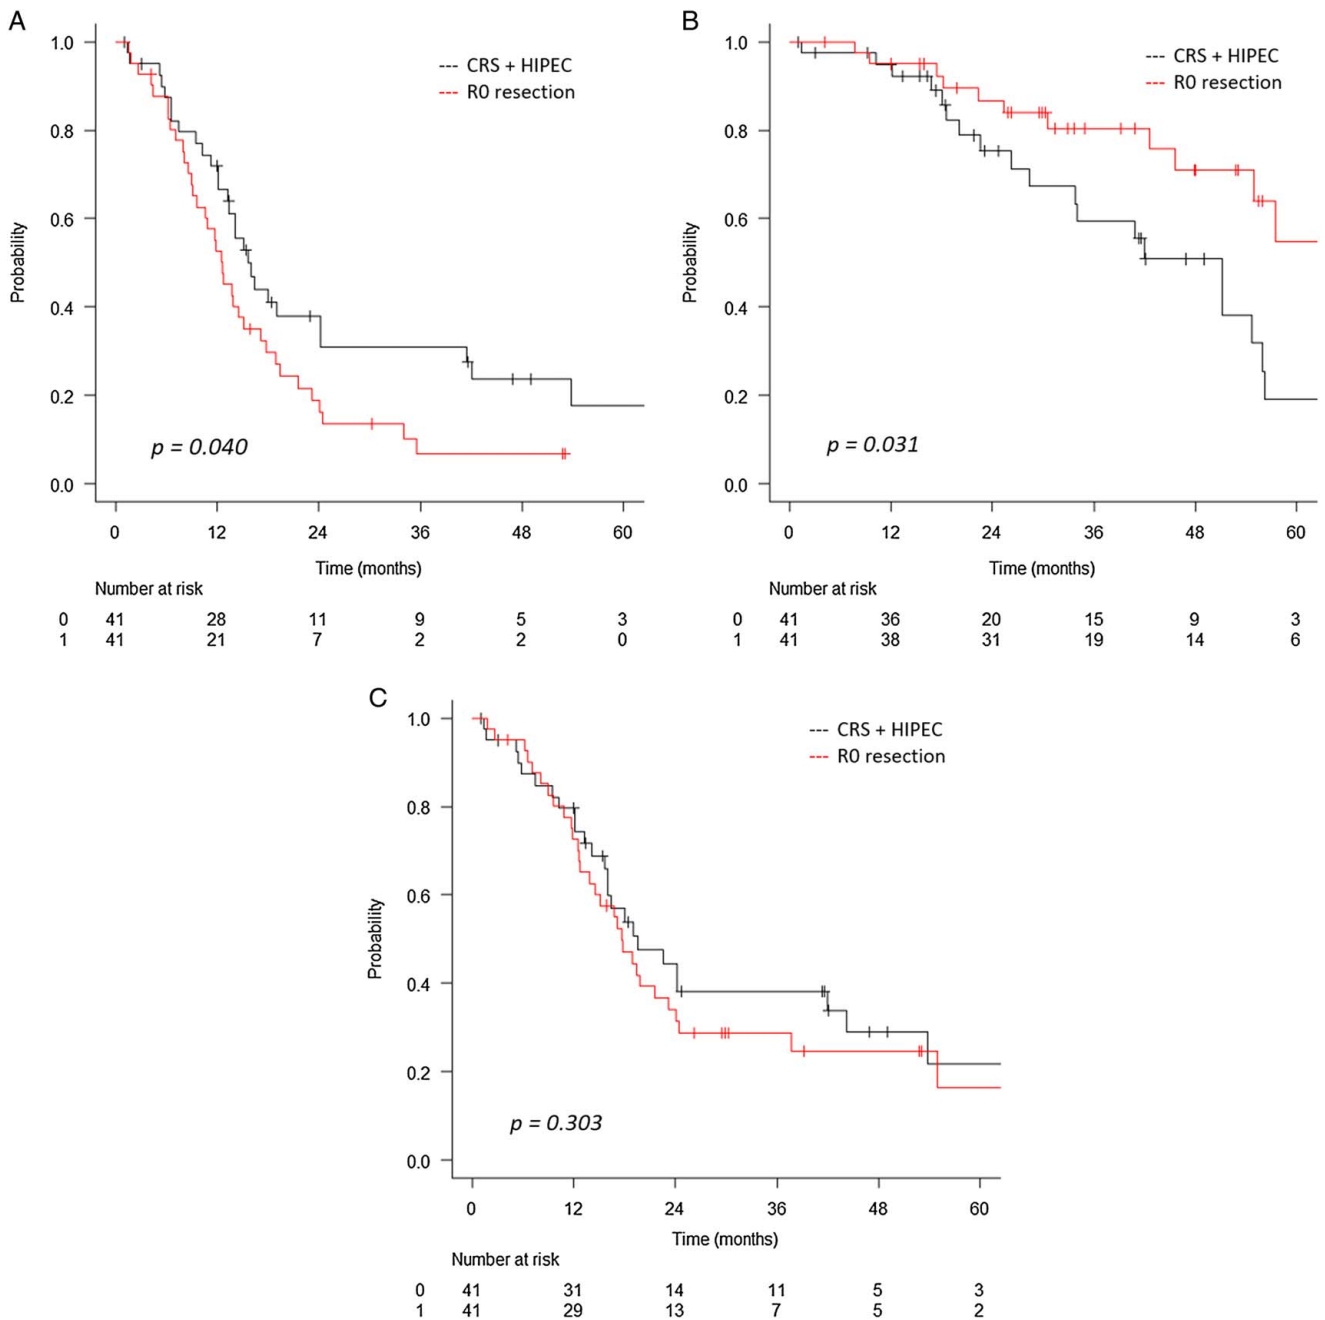 A
1.0
0.8
0.6
0.4
0.2
0.0
Probability
--- CRS + HIPEC
--- R0 resection
p = 0.040
0 12 24 36 48 60
Time (months)
Number at risk
0 41 28 11 9 5 3
1 41 21 7 2 2 0
B
1.0
0.8
0.6
0.4
0.2
0.0
Probability
--- CRS + HIPEC
--- R0 resection
p = 0.031
0 12 24 36 48 60
Time (months)
Number at risk
0 41 36 20 15 9 3
1 41 38 31 19 14 6
C
1.0
0.8
0.6
0.4
0.2
0.0
Probability
--- CRS + HIPEC
--- R0 resection
p = 0.303
0 12 24 36 48 60
Time (months)
Number at risk
0 41 31 14 11 5 3
1 41 29 13 7 5 2